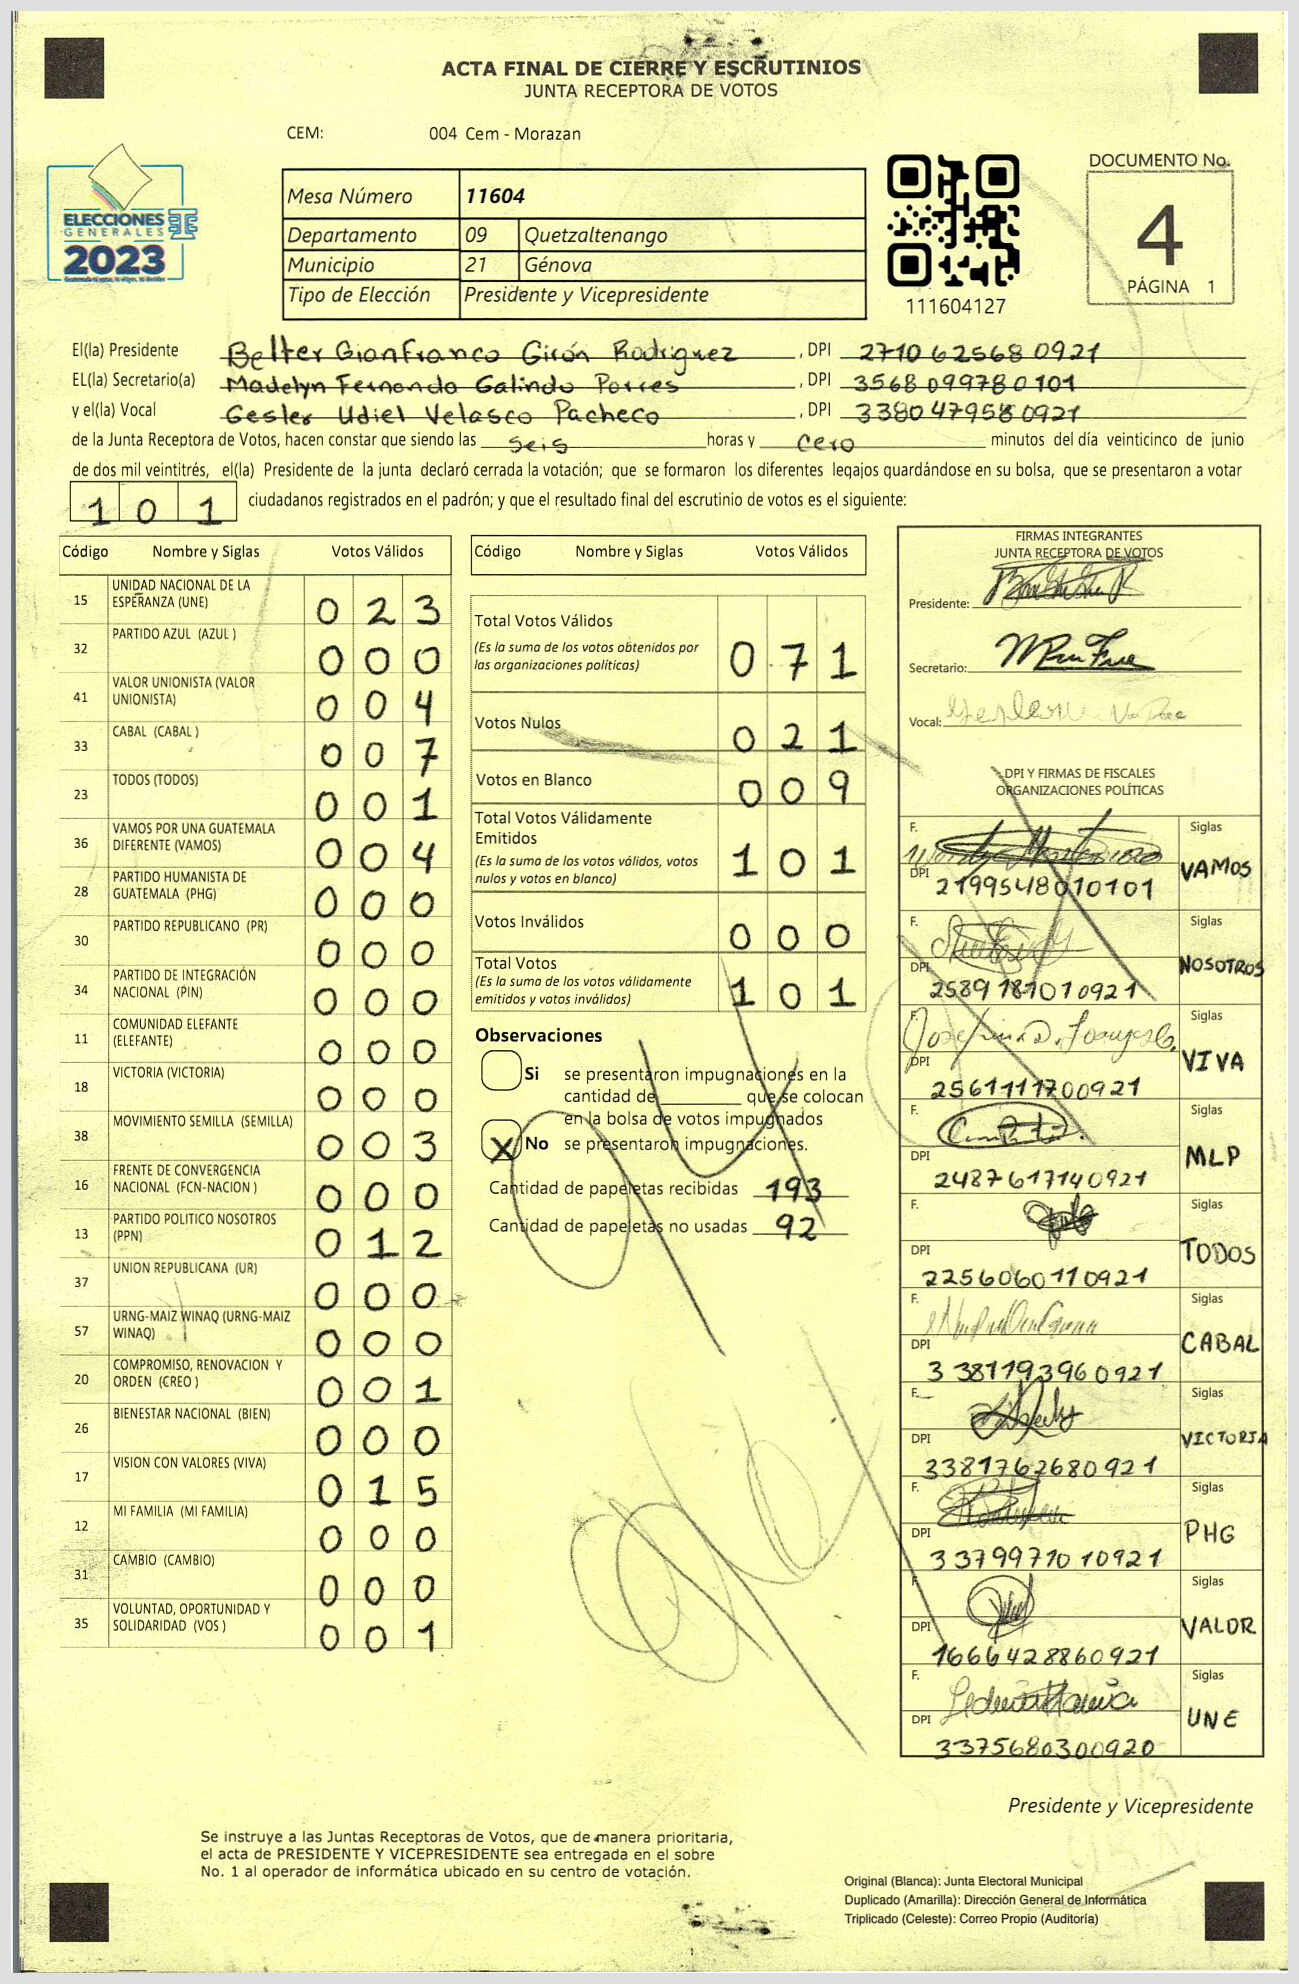 ACTA FINAL DE CIERRE Y ESCRUTINIOS
JUNTA RECEPTORA DE VOTOS
CEM: 004 Cem - Morazan
ELECCIONES
GENERALES
2023
Mesa Número 11604
Departamento 09 Quetzaltenango
Municipio 21 Génova
Tipo de Elección Presidente y Vicepresidente
111604127
DOCUMENTO No.
4
PÁGINA 1
El(la) Presidente Belter Gianfranco Girón Rodriguez , DPI 2710 62568 0921
EL(la) Secretario(a) Madelyn Fernanda Galindo Porres , DPI 3568 099780101
y el(la) Vocal Gesler Udiel Velasco Pacheco , DPI 3380 47958 0921
de la Junta Receptora de Votos, hacen constar que siendo las seis horas y cero minutos del día veinticinco de junio
de dos mil veintitrés, el(la) Presidente de la junta declaró cerrada la votación; que se formaron los diferentes legajos quardándose en su bolsa, que se presentaron a votar
1 0 1 ciudadanos registrados en el padrón; y que el resultado final del escrutinio de votos es el siguiente:
Código Nombre y Siglas Votos Válidos
15 UNIDAD NACIONAL DE LA
ESPERANZA (UNE) 0 2 3
32 PARTIDO AZUL (AZUL ) 0 0 0
41 VALOR UNIONISTA (VALOR
UNIONISTA) 0 0 4
33 CABAL (CABAL ) 0 0 7
23 TODOS (TODOS) 0 0 1
36 VAMOS POR UNA GUATEMALA
DIFERENTE (VAMOS) 0 0 4
28 PARTIDO HUMANISTA DE
GUATEMALA (PHG) 0 0 0
30 PARTIDO REPUBLICANO (PR) 0 0 0
34 PARTIDO DE INTEGRACIÓN
NACIONAL (PIN) 0 0 0
11 COMUNIDAD ELEFANTE
(ELEFANTE) 0 0 0
18 VICTORIA (VICTORIA) 0 0 0
38 MOVIMIENTO SEMILLA (SEMILLA) 0 0 3
16 FRENTE DE CONVERGENCIA
NACIONAL (FCN-NACION ) 0 0 0
13 PARTIDO POLITICO NOSOTROS
(PPN) 0 1 2
37 UNION REPUBLICANA (UR) 0 0 0
57 URNG-MAIZ WINAQ (URNG-MAIZ
WINAQ) 0 0 0
20 COMPROMISO, RENOVACION Y
ORDEN (CREO ) 0 0 1
26 BIENESTAR NACIONAL (BIEN) 0 0 0
17 VISION CON VALORES (VIVA) 0 1 5
12 MI FAMILIA (MI FAMILIA) 0 0 0
31 CAMBIO (CAMBIO) 0 0 0
35 VOLUNTAD, OPORTUNIDAD Y
SOLIDARIDAD (VOS ) 0 0 1
Código Nombre y Siglas Votos Válidos
Total Votos Válidos
(Es la suma de los votos obtenidos por
las organizaciones políticas) 0 7 1
Votos Nulos 0 2 1
Votos en Blanco 0 0 9
Total Votos Válidamente
Emitidos
(Es la suma de los votos válidos, votos
nulos y votos en blanco) 1 0 1
Votos Inválidos 0 0 0
Total Votos
(Es la suma de los votos válidamente
emitidos y votos inválidos) 1 0 1
Observaciones
Si se presentaron impugnaciones en la
cantidad de que se colocan
en la bolsa de votos impugnados
X No se presentaron impugnaciones.
Cantidad de papeletas recibidas 193
Cantidad de papeletas no usadas 92
FIRMAS INTEGRANTES
JUNTA RECEPTORA DE VOTOS
Presidente:
Secretario:
Vocal:
DPI Y FIRMAS DE FISCALES
ORGANIZACIONES POLÍTICAS
F. Siglas
DPI 2199548010101 VAMOS
F. Siglas
DPI 2589181010921 NOSOTROS
F. Siglas
DPI 2561111700921 VIVA
F. Siglas
DPI 2487617140921 MLP
F. Siglas
DPI 2256060110921 TODOS
F. Siglas
DPI 3381193960921 CABAL
F. Siglas
DPI 3381762680921 VICTORIA
F. Siglas
DPI 3379971010921 PHG
F. Siglas
DPI 1666428860921 VALOR
F. Siglas
DPI 3375680300920 UNE
Presidente y Vicepresidente
Se instruye a las Juntas Receptoras de Votos, que de manera prioritaria,
el acta de PRESIDENTE Y VICEPRESIDENTE sea entregada en el sobre
No. 1 al operador de informática ubicado en su centro de votación.
Original (Blanca): Junta Electoral Municipal
Duplicado (Amarilla): Dirección General de Informática
Triplicado (Celeste): Correo Propio (Auditoría)